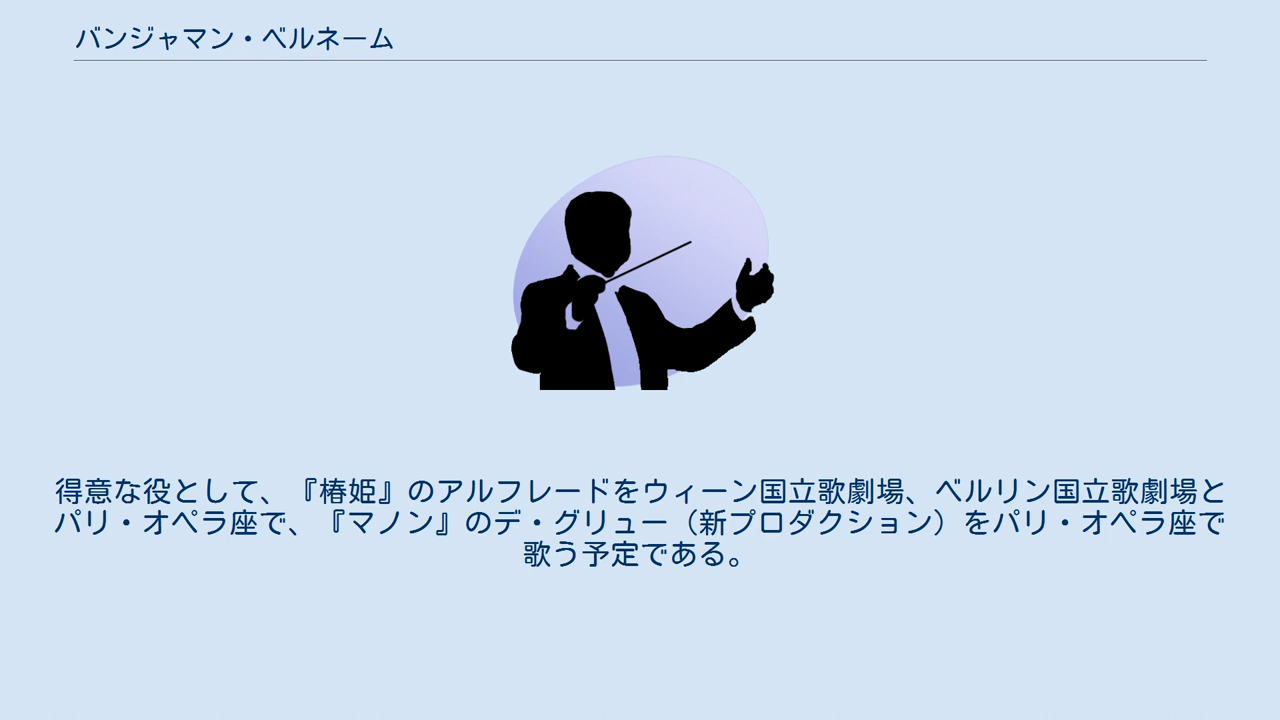 バンジャマン・ベルネーム
得意な役として、『椿姫』のアルフレードをウィーン国立歌劇場、ベルリン国立歌劇場と
パリ・オペラ座で、『マノン』のデ・グリュー（新プロダクション）をパリ・オペラ座で
歌う予定である。